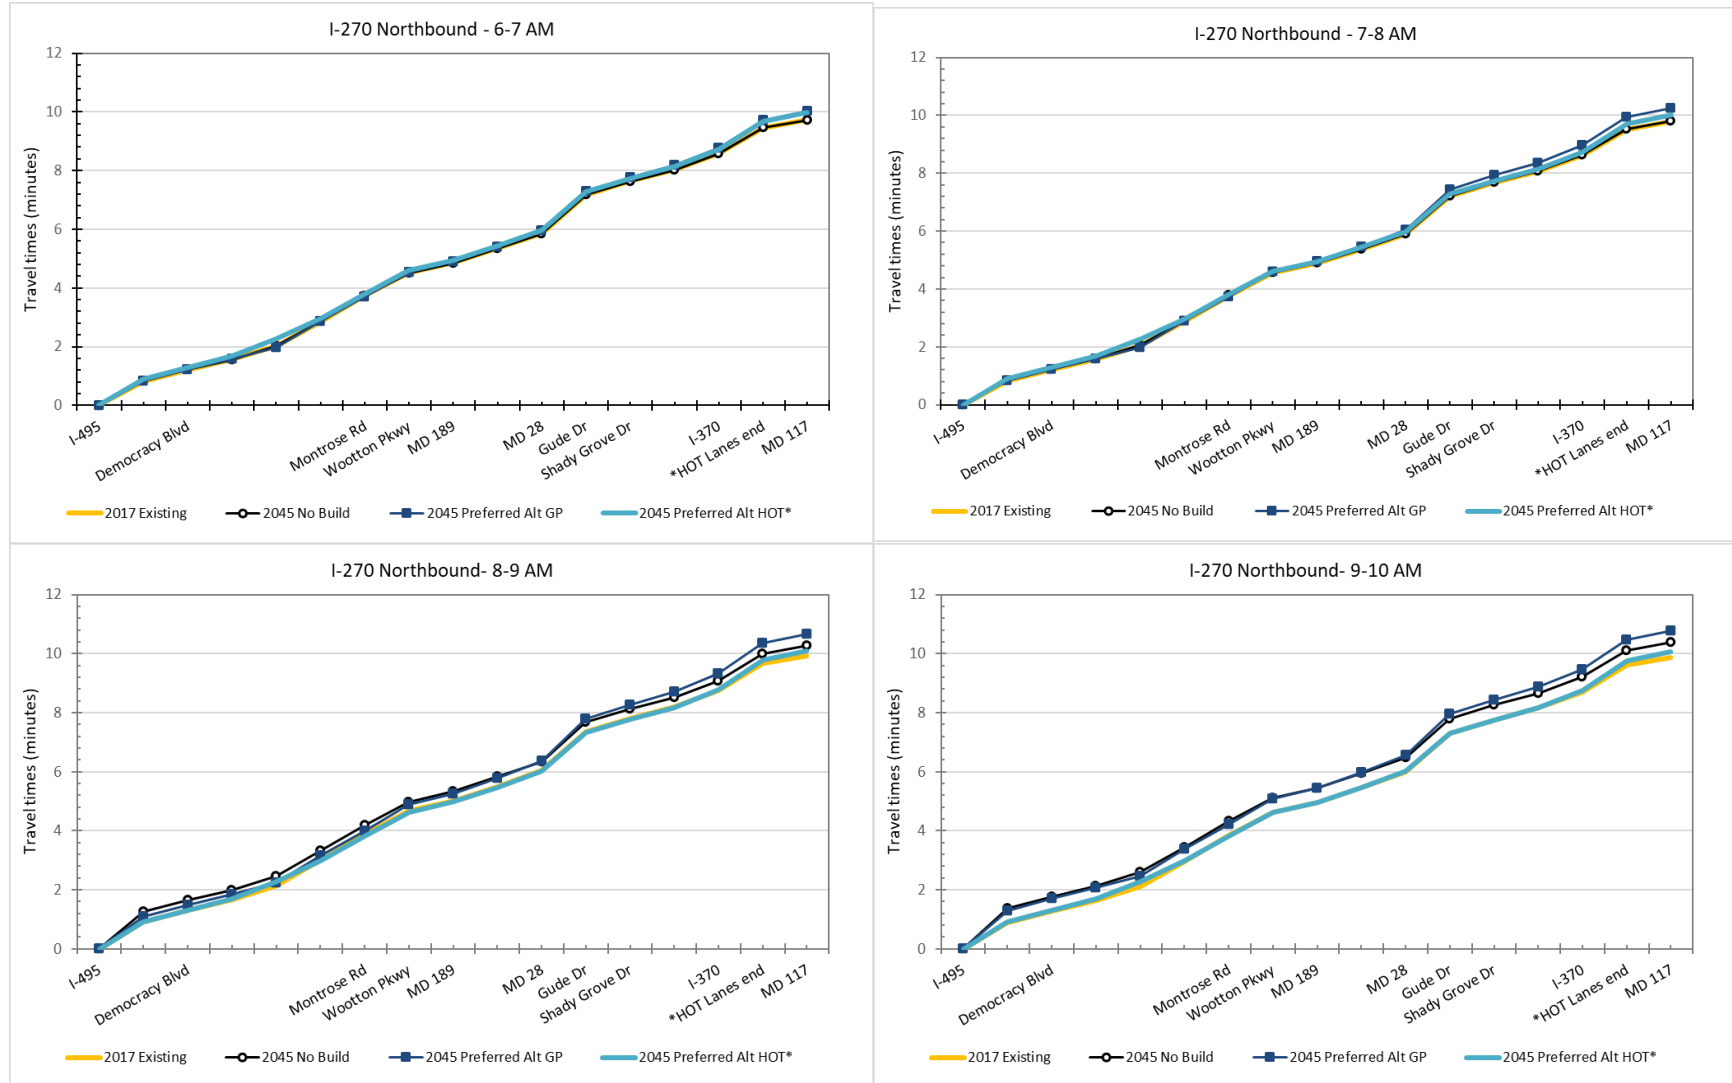 I-270 Northbound - 6-7 AM
12
10
8
6
4
2
0
Travel times (minutes)
I-495
Democracy Blvd
Montrose Rd
Wootton Pkwy
MD 189
MD 28
Gude Dr
Shady Grove Dr
I-370
*HOT Lanes end
MD 117
2017 Existing
2045 No Build
2045 Preferred Alt GP
2045 Preferred Alt HOT*
I-270 Northbound - 7-8 AM
12
10
8
6
4
2
0
Travel times (minutes)
I-495
Democracy Blvd
Montrose Rd
Wootton Pkwy
MD 189
MD 28
Gude Dr
Shady Grove Dr
I-370
*HOT Lanes end
MD 117
2017 Existing
2045 No Build
2045 Preferred Alt GP
2045 Preferred Alt HOT*
I-270 Northbound- 8-9 AM
12
10
8
6
4
2
0
Travel times (minutes)
I-495
Democracy Blvd
Montrose Rd
Wootton Pkwy
MD 189
MD 28
Gude Dr
Shady Grove Dr
I-370
*HOT Lanes end
MD 117
2017 Existing
2045 No Build
2045 Preferred Alt GP
2045 Preferred Alt HOT*
I-270 Northbound- 9-10 AM
12
10
8
6
4
2
0
Travel times (minutes)
I-495
Democracy Blvd
Montrose Rd
Wootton Pkwy
MD 189
MD 28
Gude Dr
Shady Grove Dr
I-370
*HOT Lanes end
MD 117
2017 Existing
2045 No Build
2045 Preferred Alt GP
2045 Preferred Alt HOT*